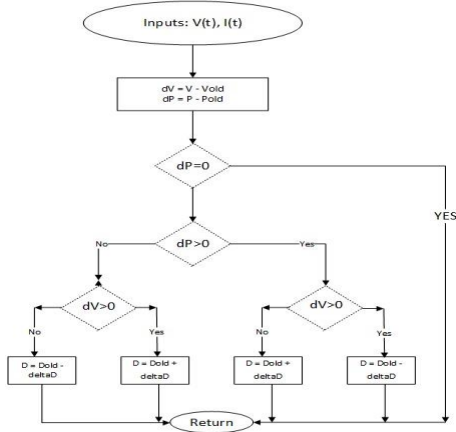 Inputs: V(t), I(t)
dV = V - Vold
dP = P - Pold
dP=0
YES
dP>0
No
Yes
dV>0
dV>0
No
Yes
No
Yes
D = Dold -
deltaD
D = Dold +
deltaD
D = Dold +
deltaD
D = Dold -
deltaD
Return